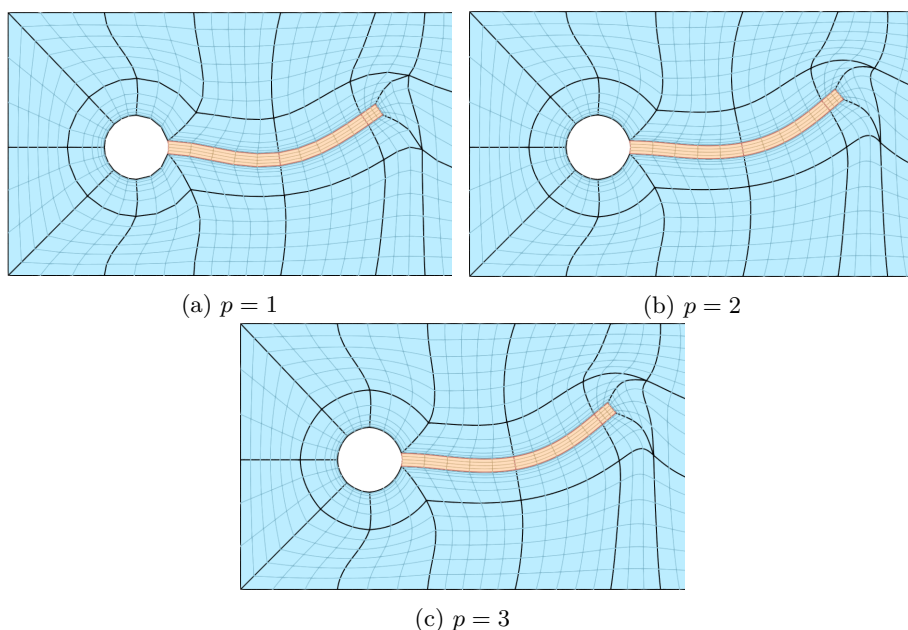 (a) p = 1
(b) p = 2
(c) p = 3